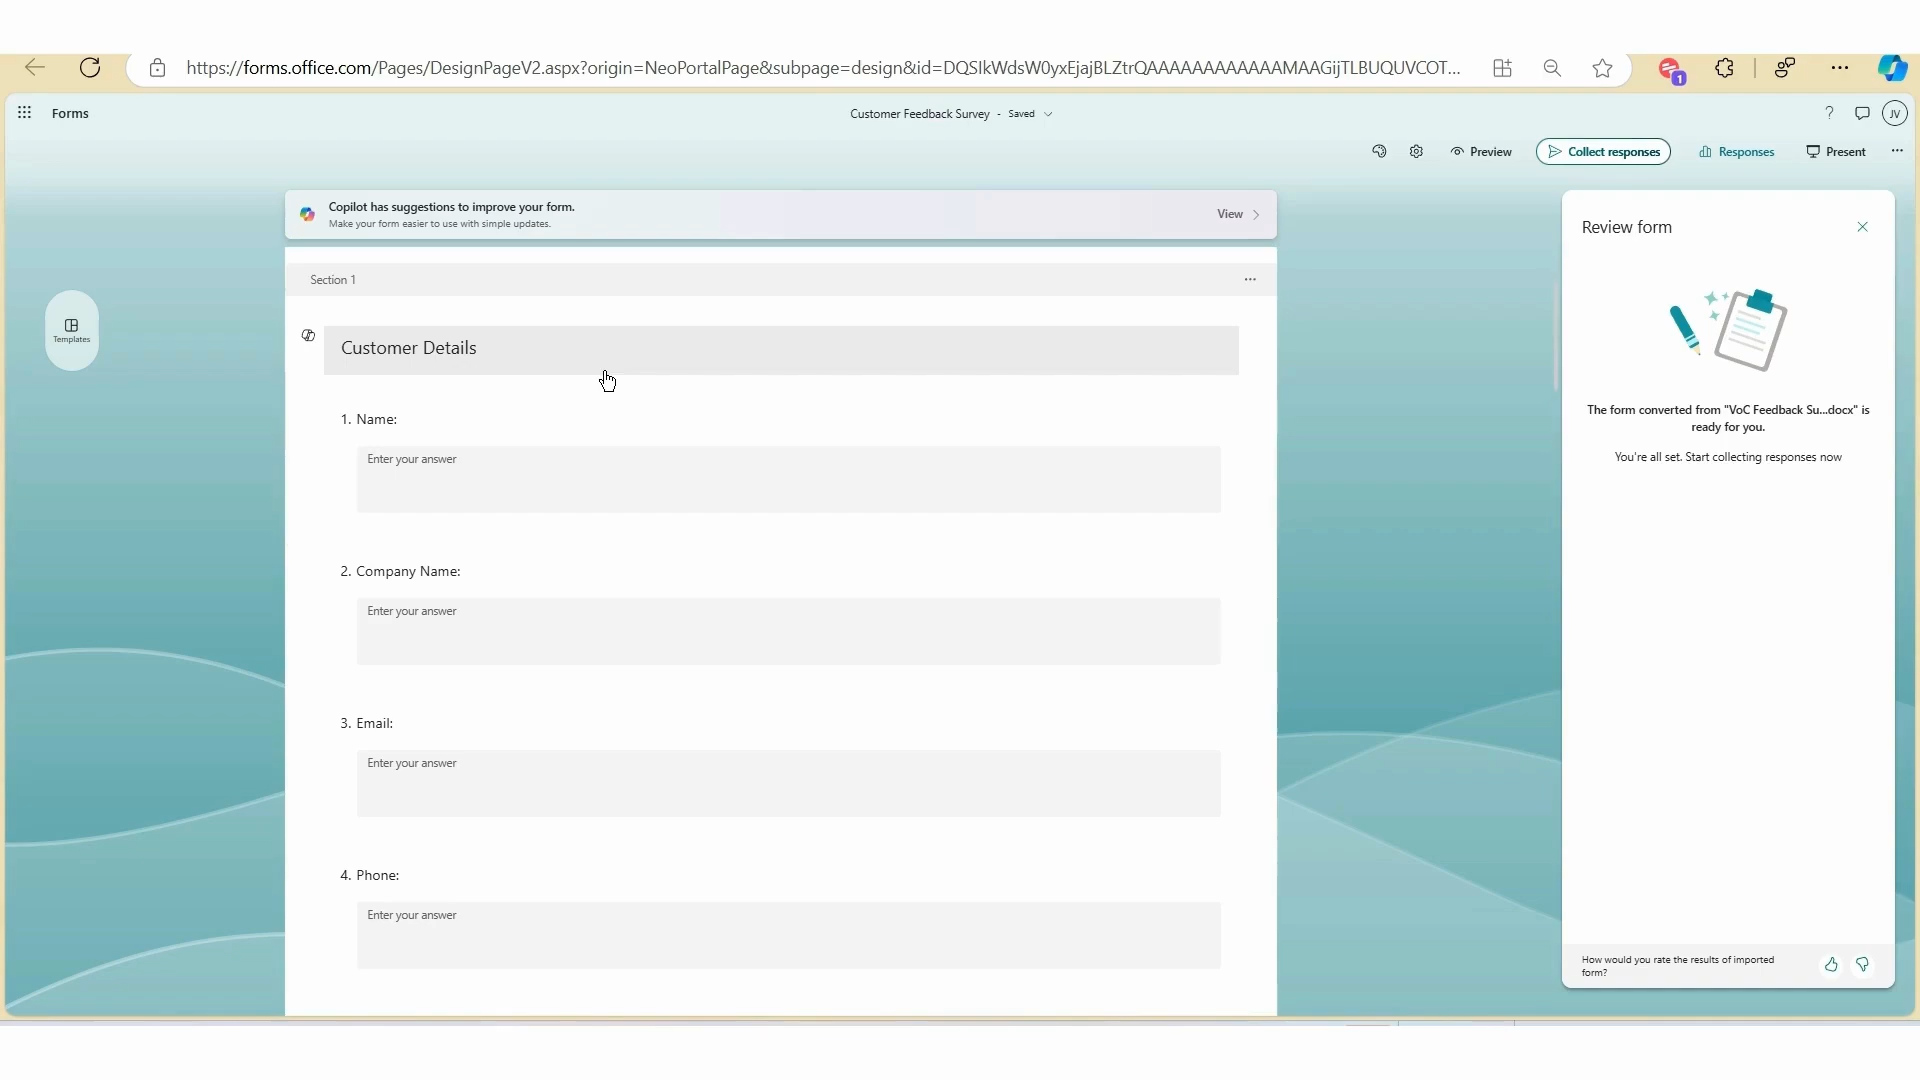 https://forms.office.com/Pages/DesignPageV2.aspx?origin=NeoPortalPage&subpage=design&id=DQSIkWdsW0yxEjajBLZtrQAAAAAAAAAAAAMAAGijTLBUQUVCOT...
1
Forms
Customer Feedback Survey - Saved
?
JV
Preview
Collect responses
Responses
Present
Copilot has suggestions to improve your form.
Make your form easier to use with simple updates.
View
Section 1
Templates
Customer Details
1. Name:
Enter your answer
2. Company Name:
Enter your answer
3. Email:
Enter your answer
4. Phone:
Enter your answer
Review form
The form converted from "VoC Feedback Su...docx" is
ready for you.
You're all set. Start collecting responses now
How would you rate the results of imported
form?